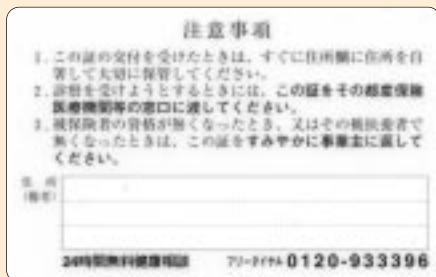 注意事項
1. この証の交付を受けたときは、すぐに住所欄に住所を自
署して大切に保管してください。
2. 診療を受けようとするときには、この証をその都度保険
医療機関等の窓口に渡してください。
3. 被保険者の資格が無くなったとき、又はその被扶養者で
無くなったときは、この証をすみやかに事業主に返して
ください。
住 所
24時間無料健康相談 フリーダイヤル 0120-933396